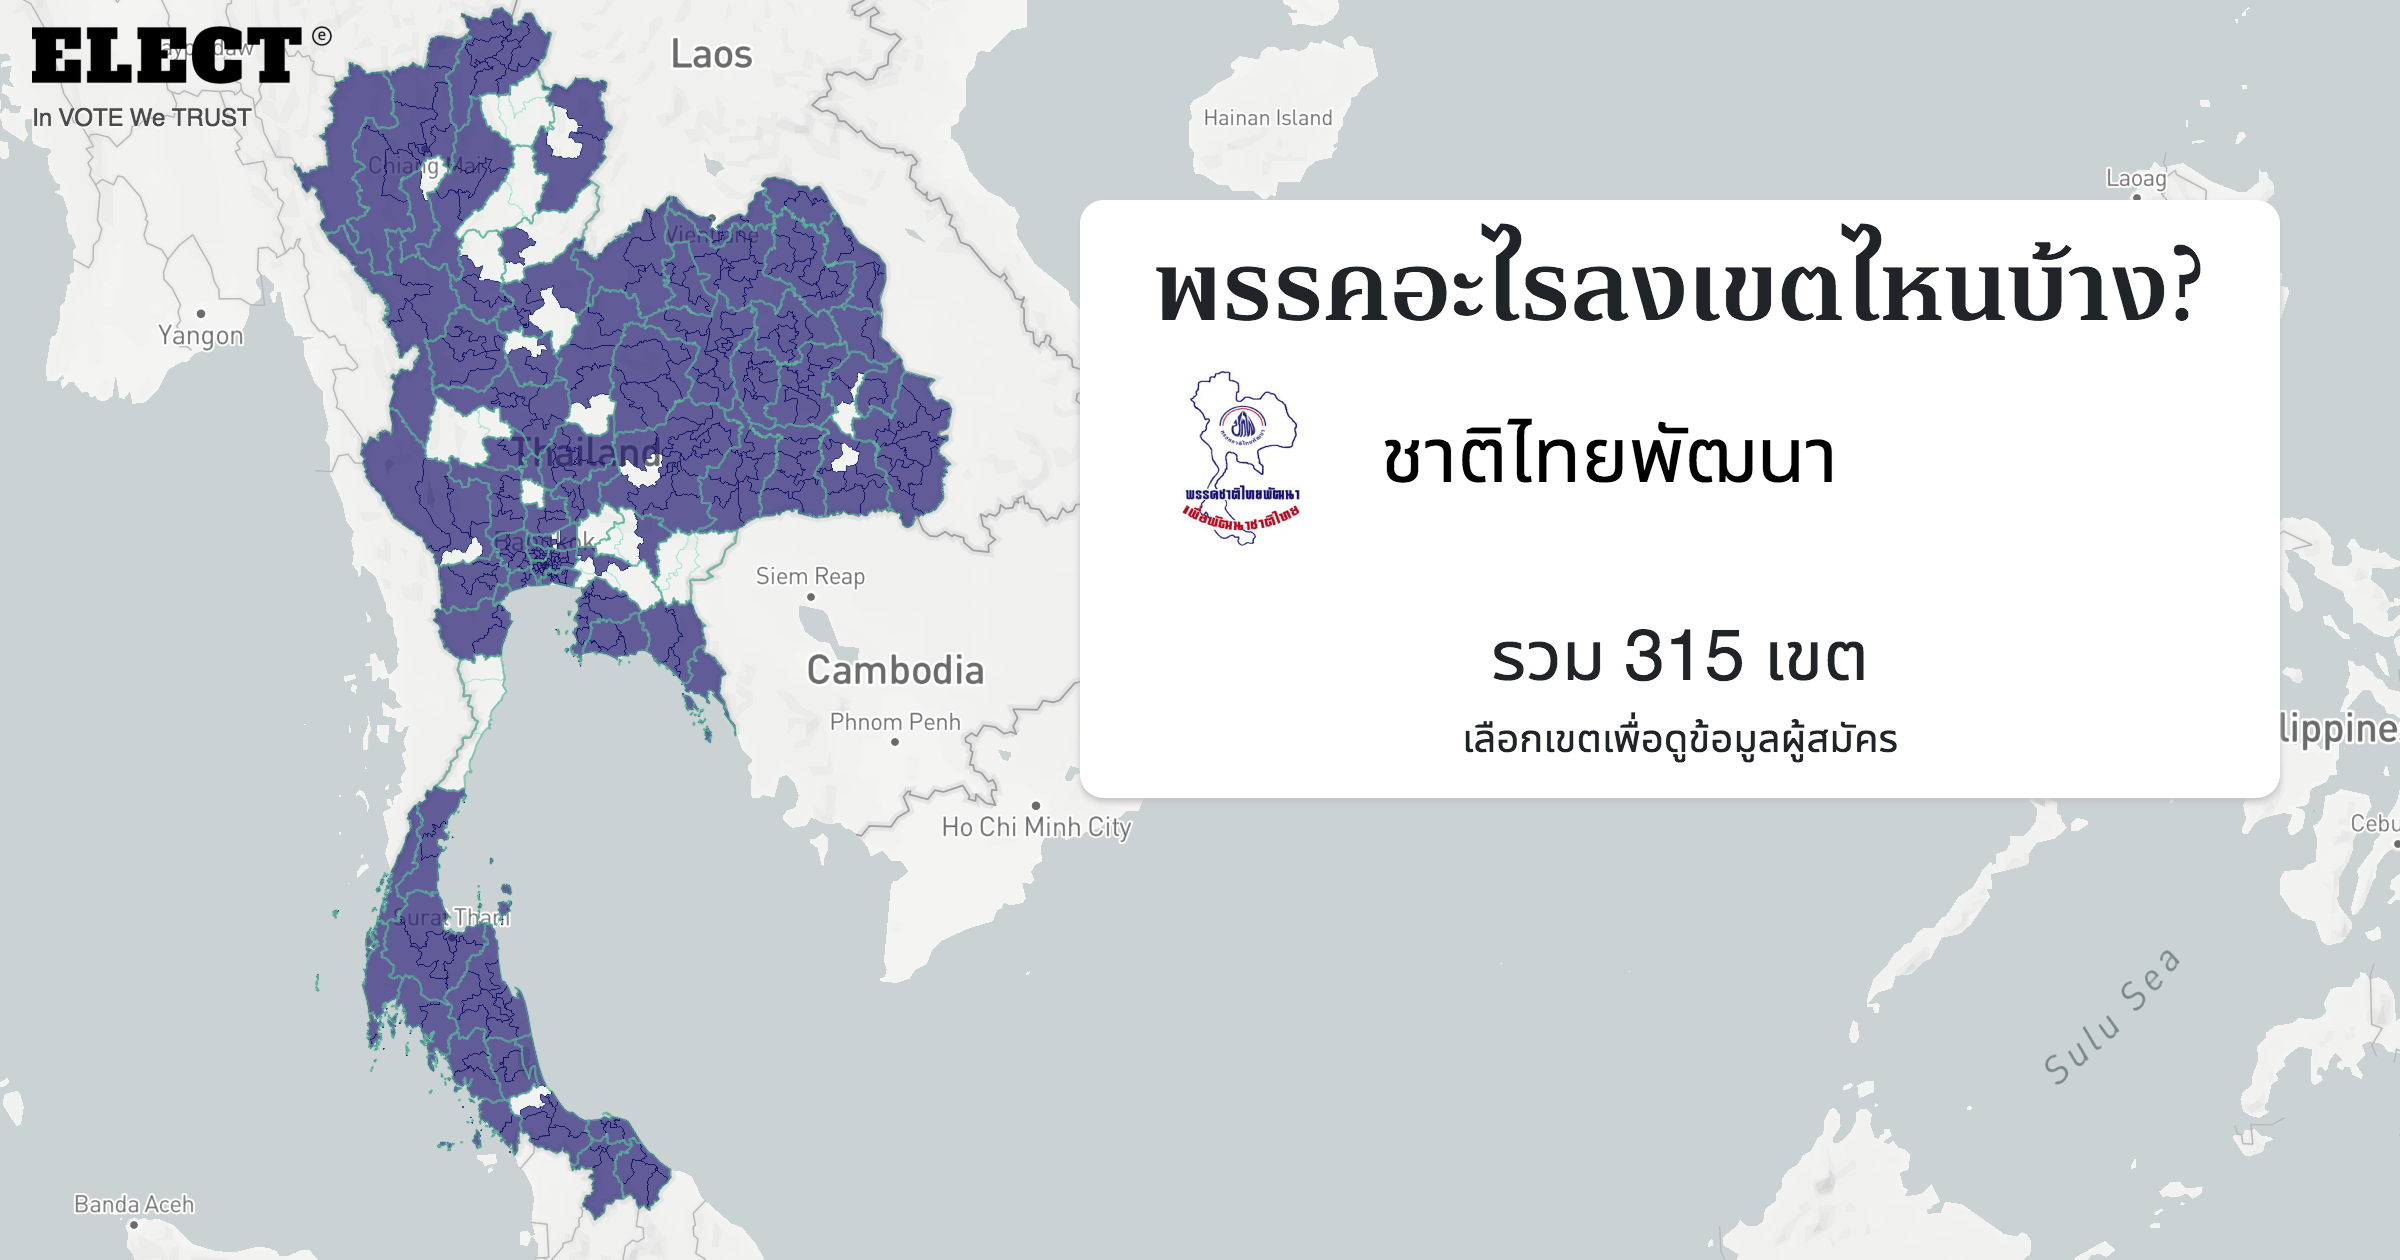 ELECT ⓔ
In VOTE We TRUST
Laos
Hainan Island
Laoag
Chiang Mai
Vientiane
Yangon
พรรคอะไรลงเขตไหนบ้าง?
พรรคชาติไทยพัฒนา
เพื่อพัฒนาชาติไทย
ชาติไทยพัฒนา
รวม 315 เขต
เลือกเขตเพื่อดูข้อมูลผู้สมัคร
Thailand
Bangkok
Siem Reap
Cambodia
Phnom Penh
Ho Chi Minh City
lippine
Cebu
Surat Thani
Sulu Sea
Banda Aceh